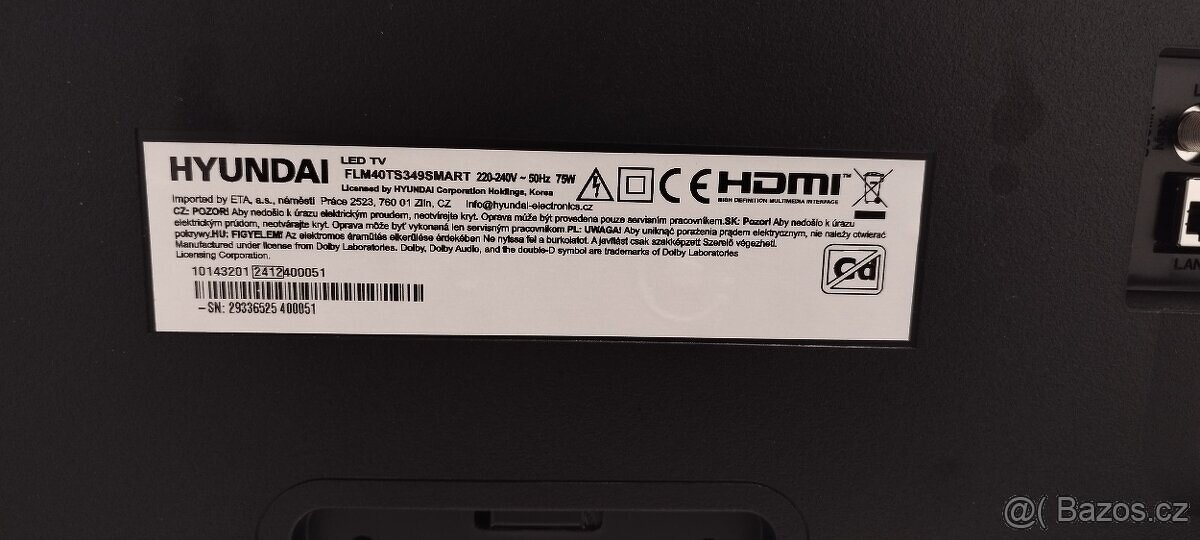 HYUNDAI
LED TV
FLM40TS349SMART 220-240V ~ 50Hz 75W
Licensed by HYUNDAI Corporation Holdings, Korea
HDMI™
HIGH DEFINITION MULTIMEDIA INTERFACE
Imported by ETA, a.s., náměstí Práce 2523, 760 01 Zlín, CZ info@hyundai-electronics.cz
CZ: POZOR! Aby nedošlo k úrazu elektrickým proudem, neotvírejte kryt. Oprava může být provedena pouze servisním pracovníkem.SK: Pozor! Aby nedošlo k úrazu
elektrickým prúdom, neotvárajte kryt. Oprava může být vykonaná len servisným pracovníkom PL: UWAGA! Aby uniknąć porażenia prądem elektrycznym, nie należy otwierać
pokrywy.HU: FIGYELEM! Az elektromos áramütés elkerülése érdekében Ne nyissa fel a burkolatot. A javítást csak szakképzett Szerelő végezheti.
Manufactured under license from Dolby Laboratories. Dolby, Dolby Audio, and the double-D symbol are trademarks of Dolby Laboratories
Licensing Corporation.
Cd
10143201 2412400051
–SN: 29336525 400051
LAN
@( Bazos.cz